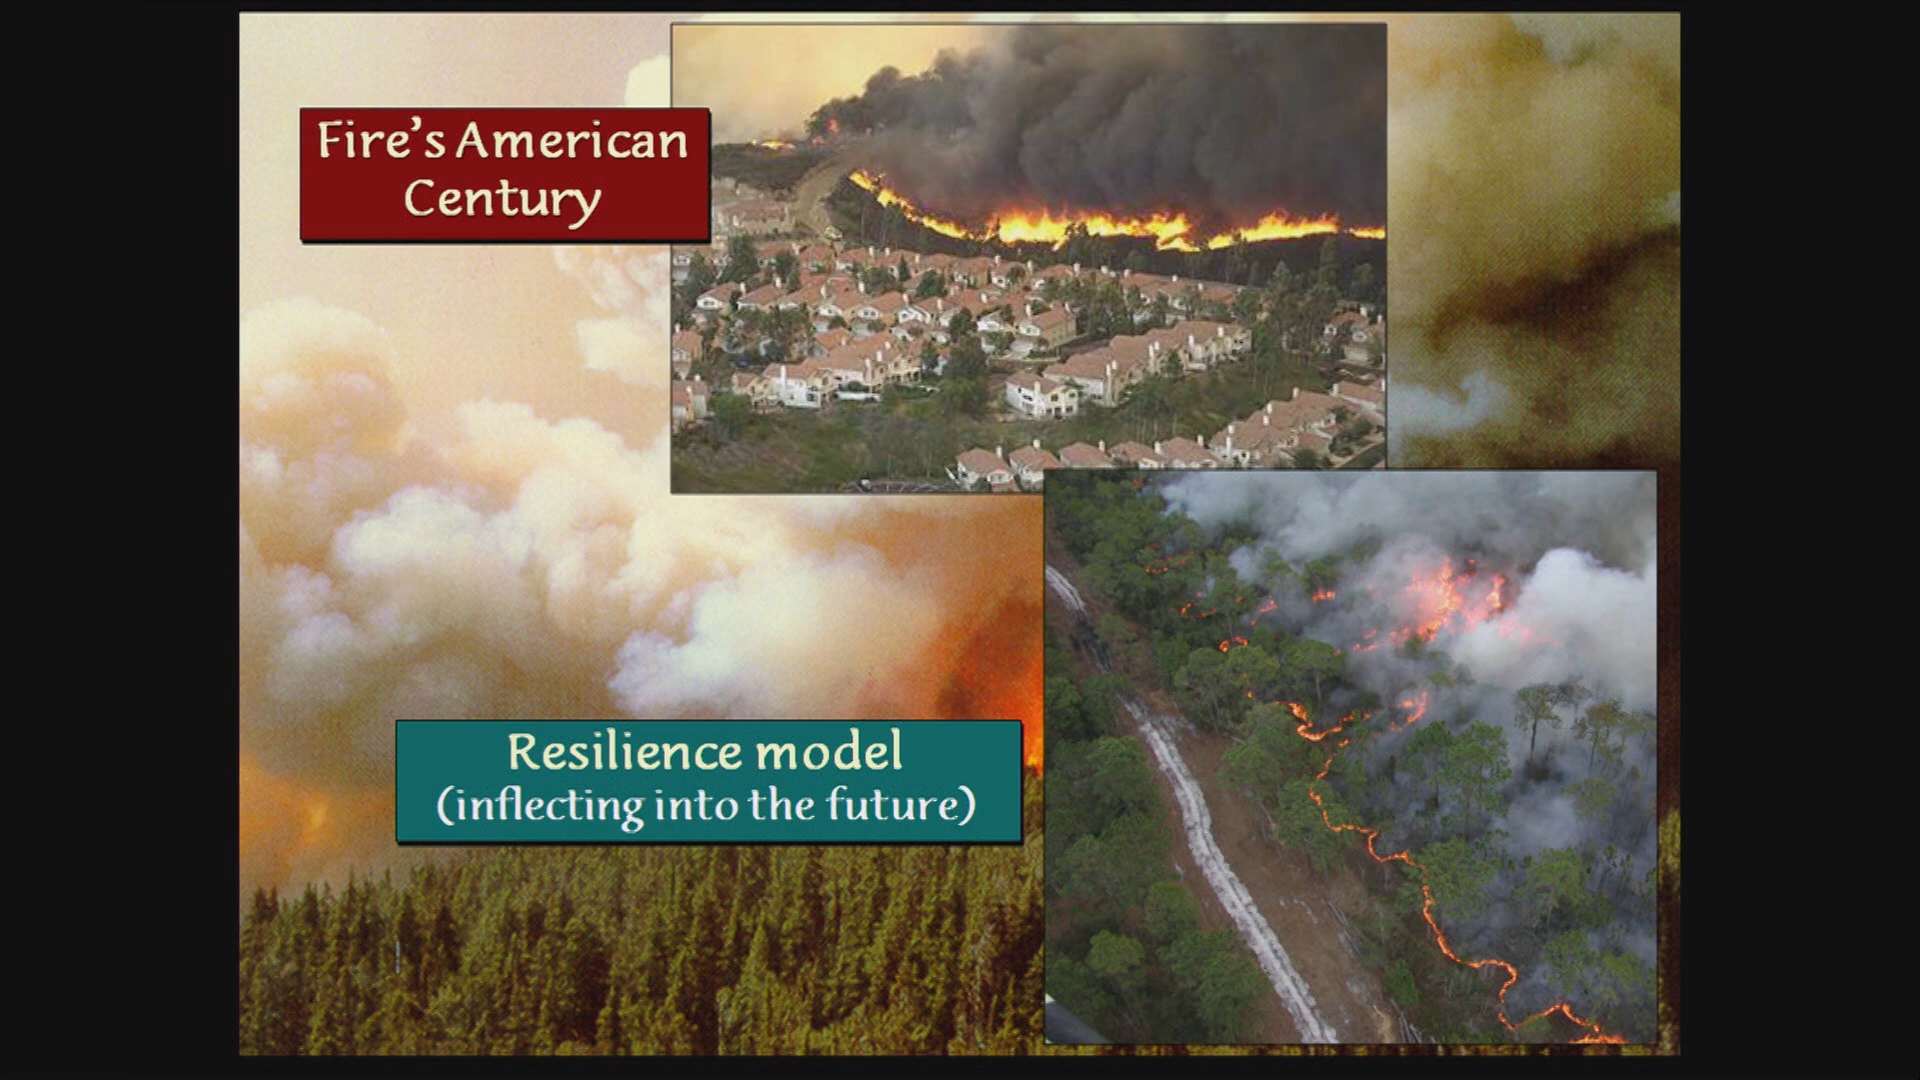 Fire's American
Century
Resilience model
(inflecting into the future)